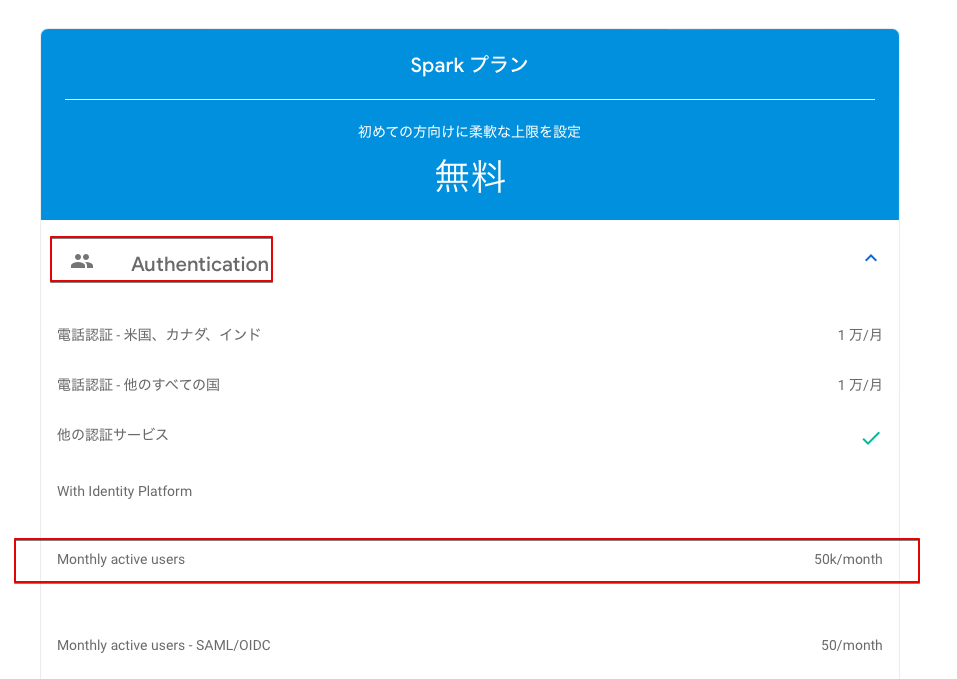 Spark プラン
初めての方向けに柔軟な上限を設定
無料
Authentication
電話認証 - 米国、カナダ、インド 1 万/月
電話認証 - 他のすべての国 1 万/月
他の認証サービス
With Identity Platform
Monthly active users 50k/month
Monthly active users - SAML/OIDC 50/month